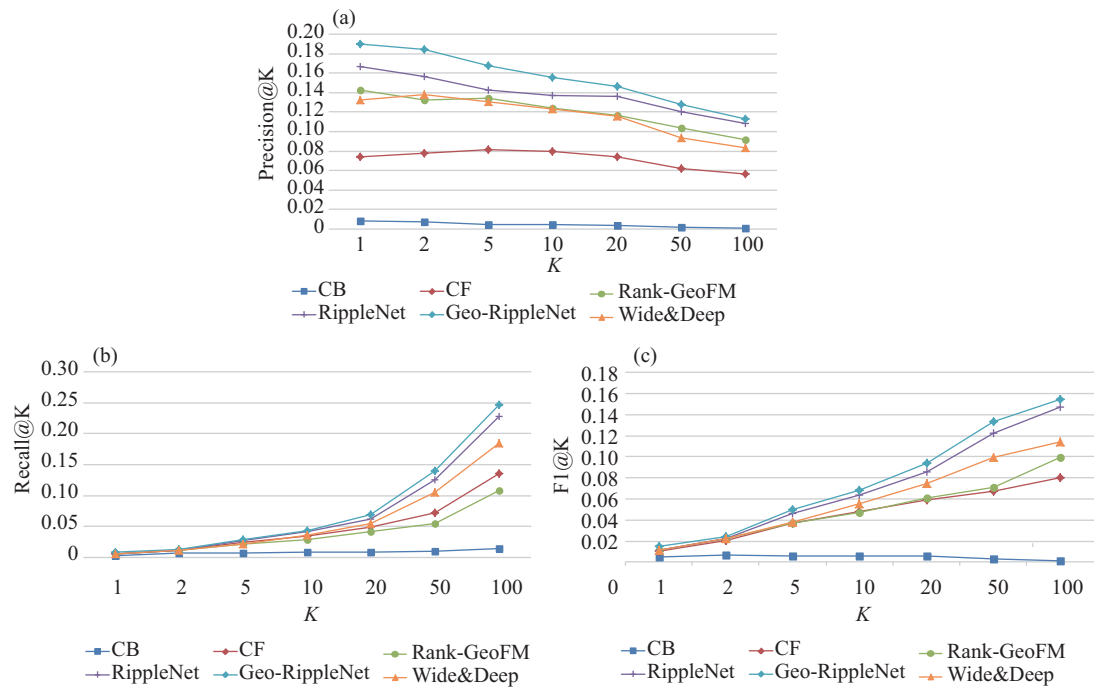 (a)
Precision@K
0.20
0.18
0.16
0.14
0.12
0.10
0.08
0.06
0.04
0.02
0
1 2 5 10 20 50 100
K
CB CF Rank-GeoFM
RippleNet Geo-RippleNet Wide&Deep
(b)
Recall@K
0.30
0.25
0.20
0.15
0.10
0.05
0
1 2 5 10 20 50 100
K
CB CF Rank-GeoFM
RippleNet Geo-RippleNet Wide&Deep
(c)
F1@K
0.18
0.16
0.14
0.12
0.10
0.08
0.06
0.04
0.02
0 1 2 5 10 20 50 100
K
CB CF Rank-GeoFM
RippleNet Geo-RippleNet Wide&Deep